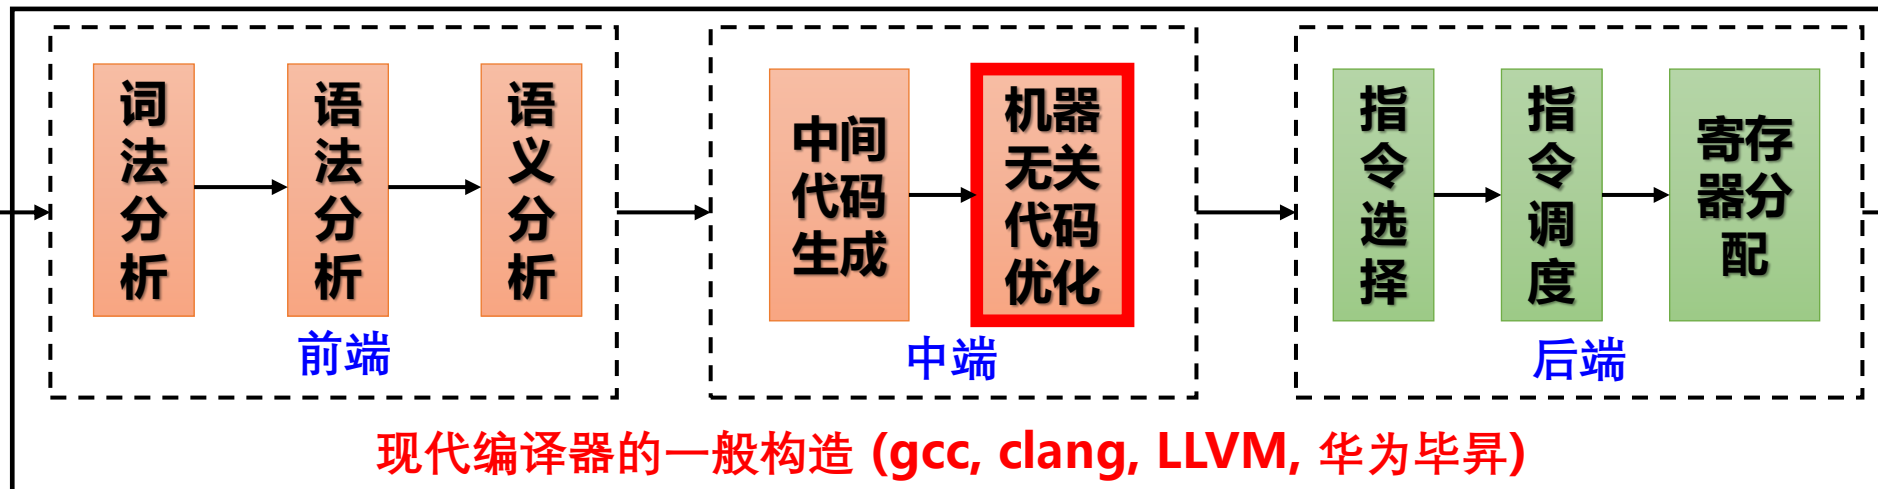 词
法
分
析
语
法
分
析
语
义
分
析
前端
中间
代码
生成
机器
无关
代码
优化
中端
指
令
选
择
指
令
调
度
寄存
器分
配
后端
现代编译器的一般构造 (gcc, clang, LLVM, 华为毕昇)